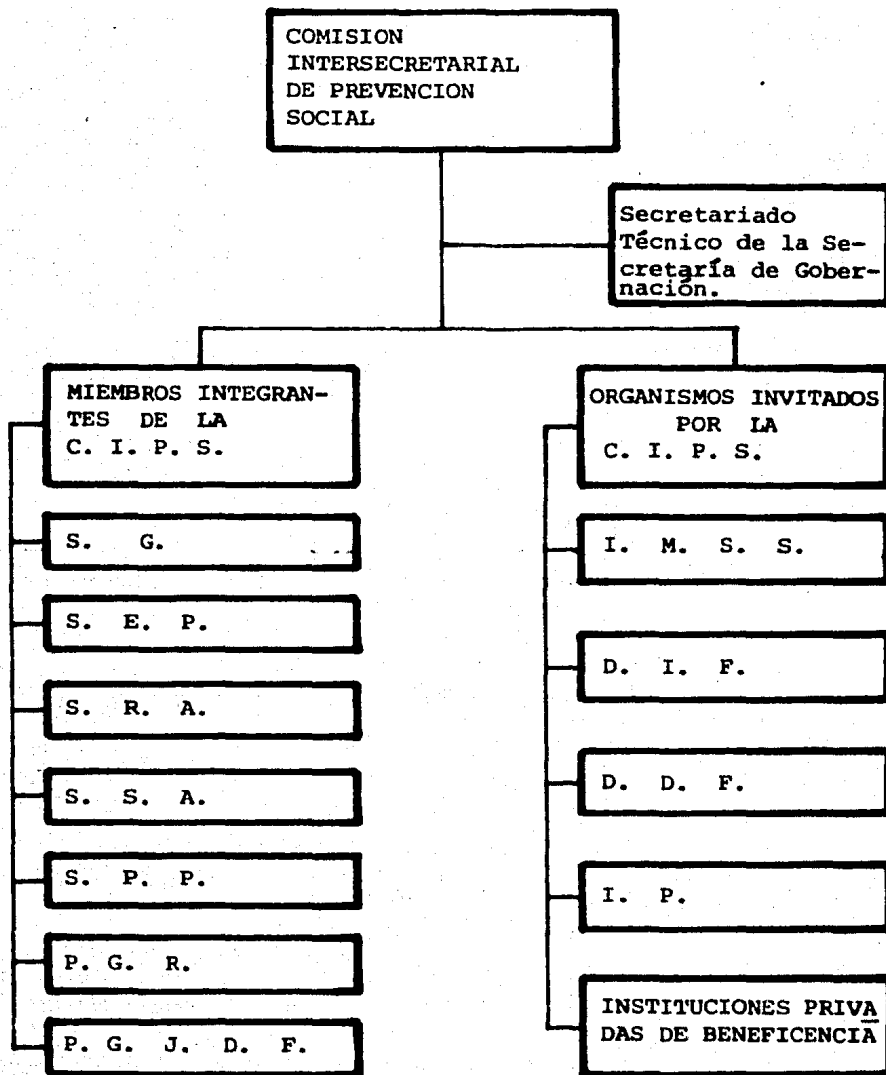 COMISION
INTERSECRETARIAL
DE PREVENCION
SOCIAL
Secretariado
Técnico de la Se-
cretaría de Gober-
nación.
MIEMBROS INTEGRAN-
TES DE LA
C. I. P. S.
S. G.
S. E. P.
S. R. A.
S. S. A.
S. P. P.
P. G. R.
P. G. J. D. F.
ORGANISMOS INVITADOS
POR LA
C. I. P. S.
I. M. S. S.
D. I. F.
D. D. F.
I. P.
INSTITUCIONES PRIVA
DAS DE BENEFICENCIA